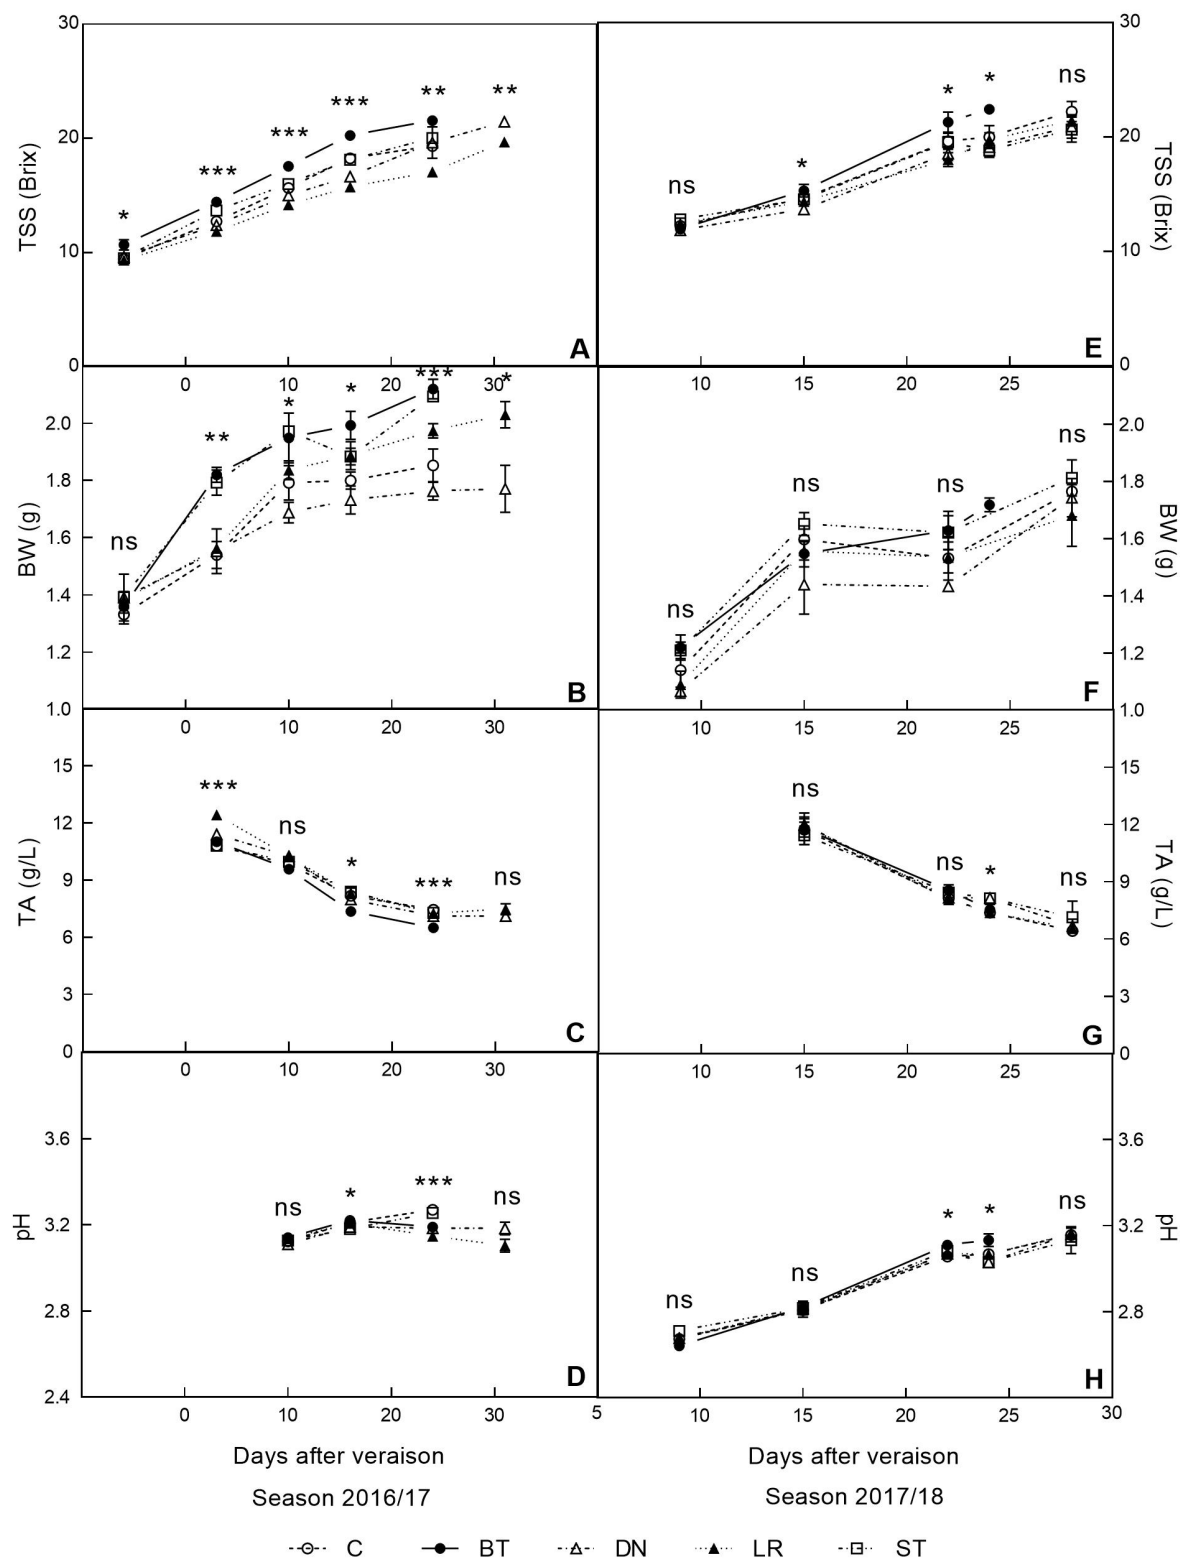 30
20
10
0
TSS (Brix)
*
***
***
***
**
**
A
30
20
10
0
TSS (Brix)
ns
*
*
*
ns
E
0 10 20 30
10 15 20 25
2.0
1.8
1.6
1.4
1.2
1.0
BW (g)
ns
**
*
*
***
*
B
2.0
1.8
1.6
1.4
1.2
1.0
BW (g)
ns
ns
ns
ns
F
0 10 20 30
10 15 20 25
15
12
9
6
3
0
TA (g/L)
***
ns
*
***
ns
C
15
12
9
6
3
0
TA (g/L)
ns
ns
*
ns
G
0 10 20 30
10 15 20 25
3.6
3.2
2.8
2.4
pH
ns
*
***
ns
D
3.6
3.2
2.8
pH
ns
ns
*
*
ns
H
0 10 20 30
5 10 15 20 25 30
Days after veraison
Days after veraison
Season 2016/17
Season 2017/18
C BT DN LR ST